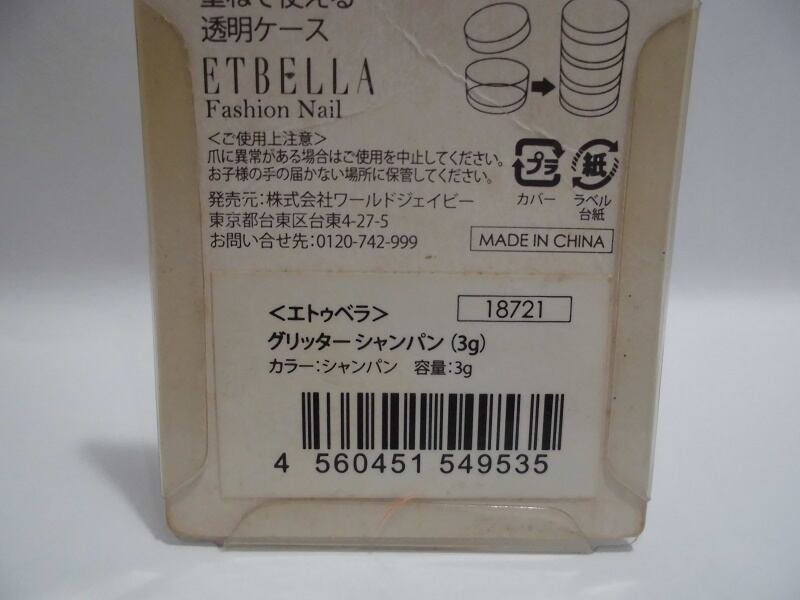 重ねて使える
透明ケース
ETBELLA
Fashion Nail
<ご使用上注意>
爪に異常がある場合はご使用を中止してください。
お子様の手の届かない場所に保管してください。
プラ
カバー
紙
ラベル
台紙
発売元:株式会社ワールドジェイビー
東京都台東区台東4-27-5
お問い合せ先:0120-742-999
MADE IN CHINA
<エトゥベラ>
18721
グリッター シャンパン (3g)
カラー:シャンパン 容量:3g
4 560451 549535